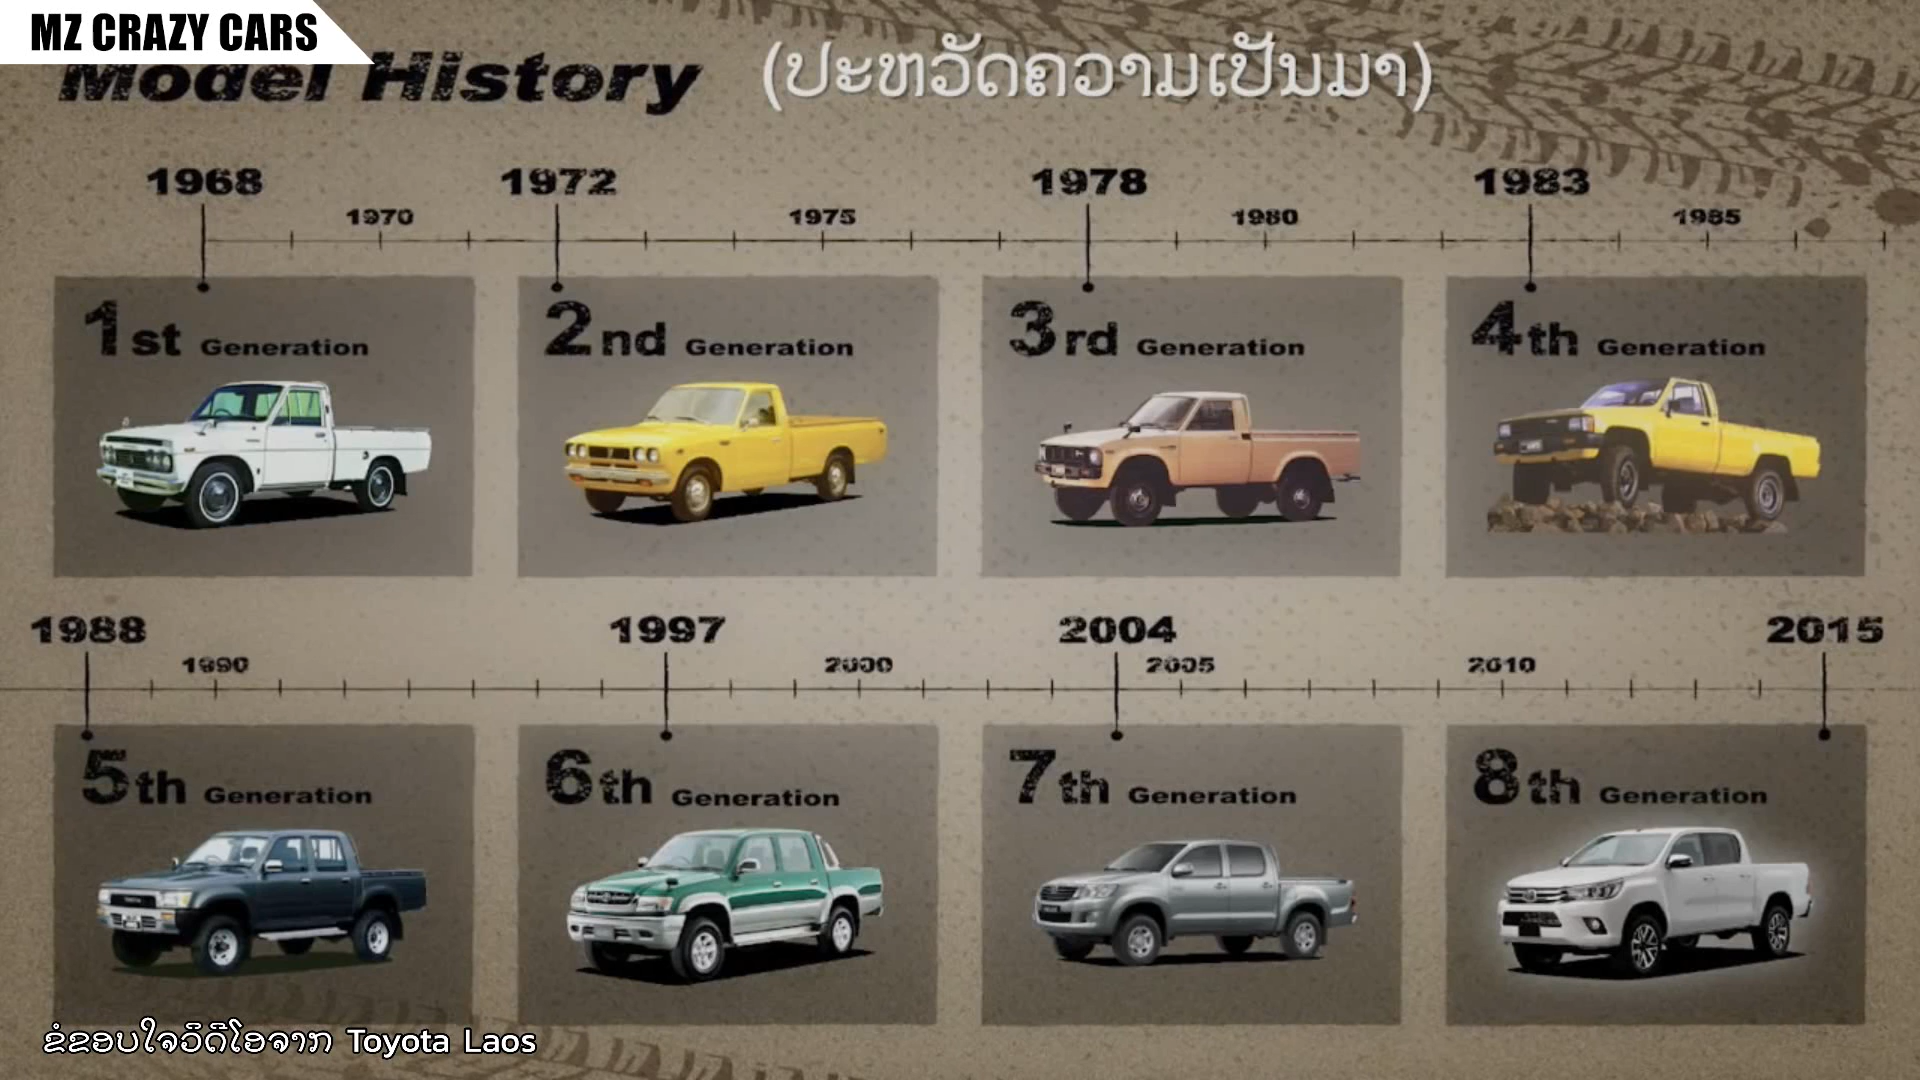 MZ CRAZY CARS
Model History (ປະຫວັດຄວາມເປັນມາ)
1968 1972 1978 1983
1970 1975 1980 1985
1st Generation 2nd Generation 3rd Generation 4th Generation
1988 1997 2004 2015
1990 2000 2005 2010
5th Generation 6th Generation 7th Generation 8th Generation
ຂໍຂອບໃຈວິດີໂອຈາກ Toyota Laos